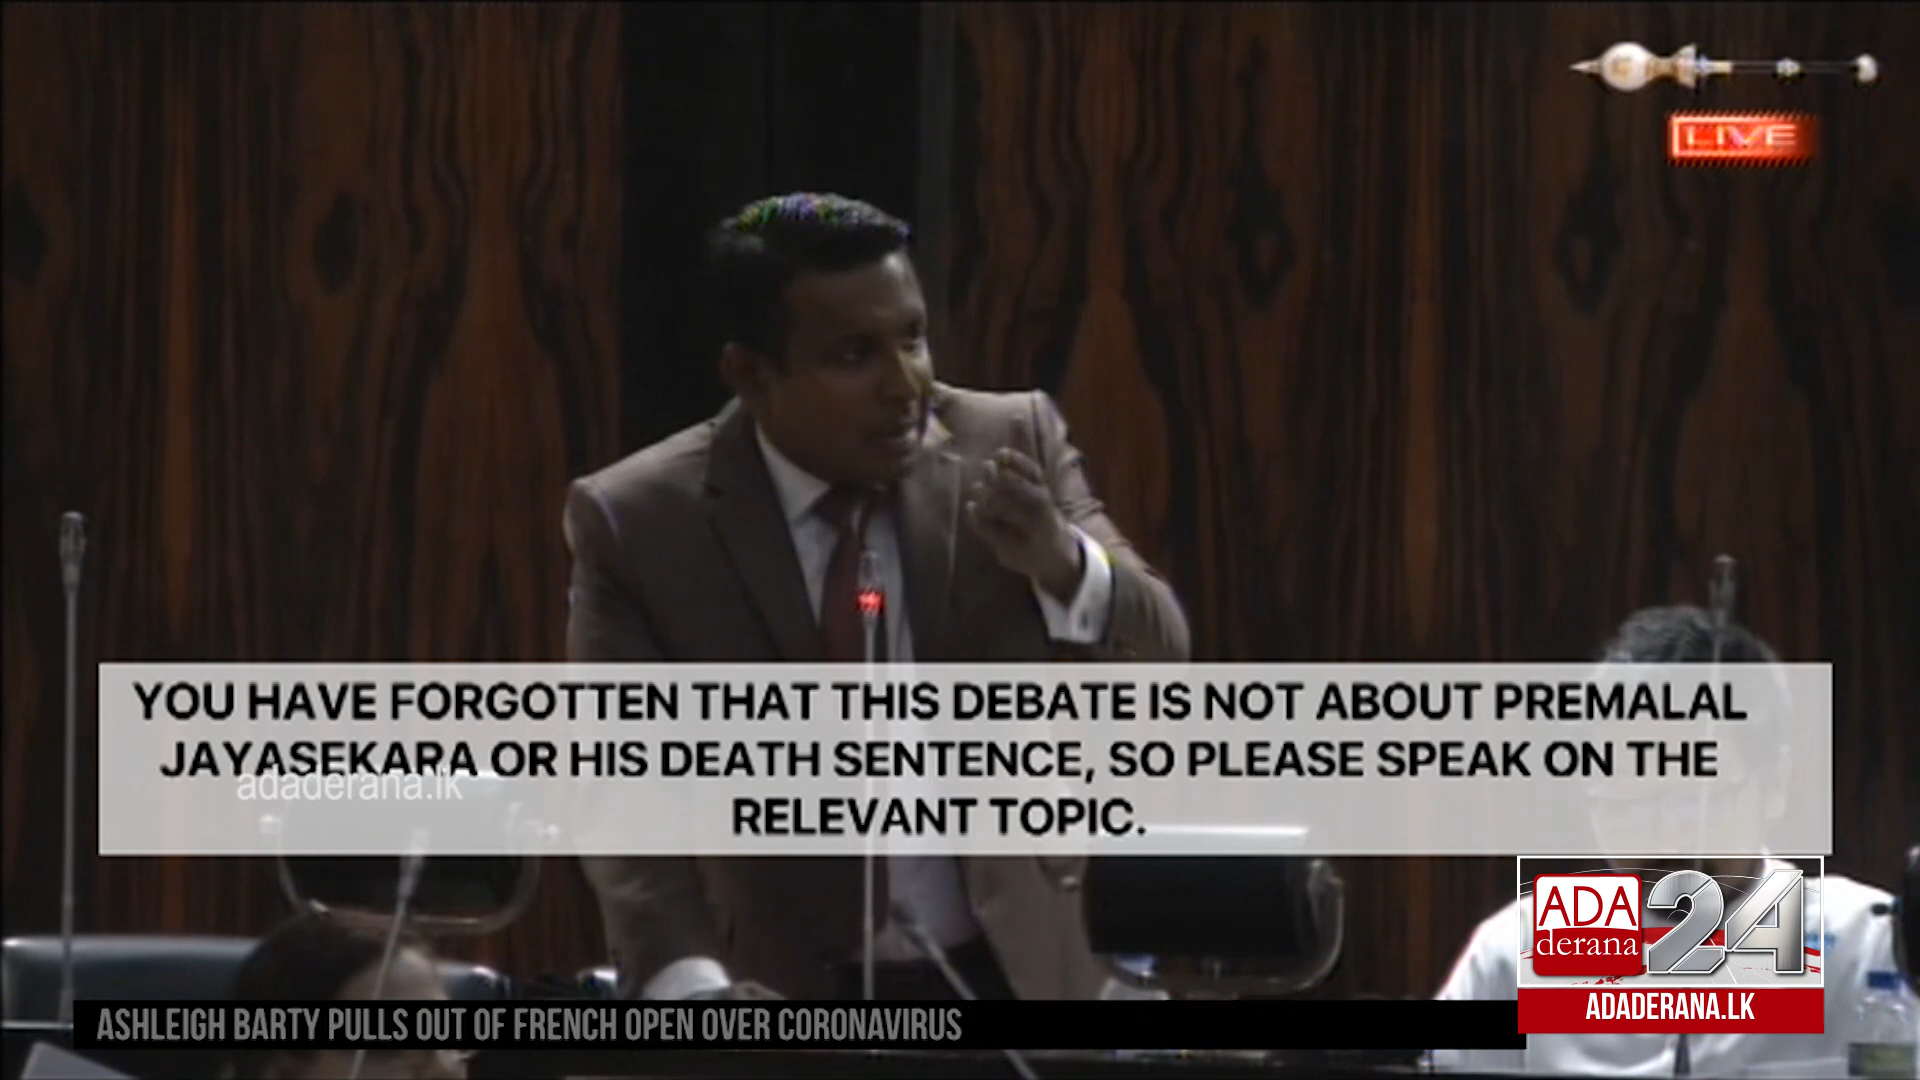 LIVE
YOU HAVE FORGOTTEN THAT THIS DEBATE IS NOT ABOUT PREMALAL
JAYASEKARA OR HIS DEATH SENTENCE, SO PLEASE SPEAK ON THE
RELEVANT TOPIC.
adaderana.lk
ADA
derana
24
ADADERANA.LK
ASHLEIGH BARTY PULLS OUT OF FRENCH OPEN OVER CORONAVIRUS